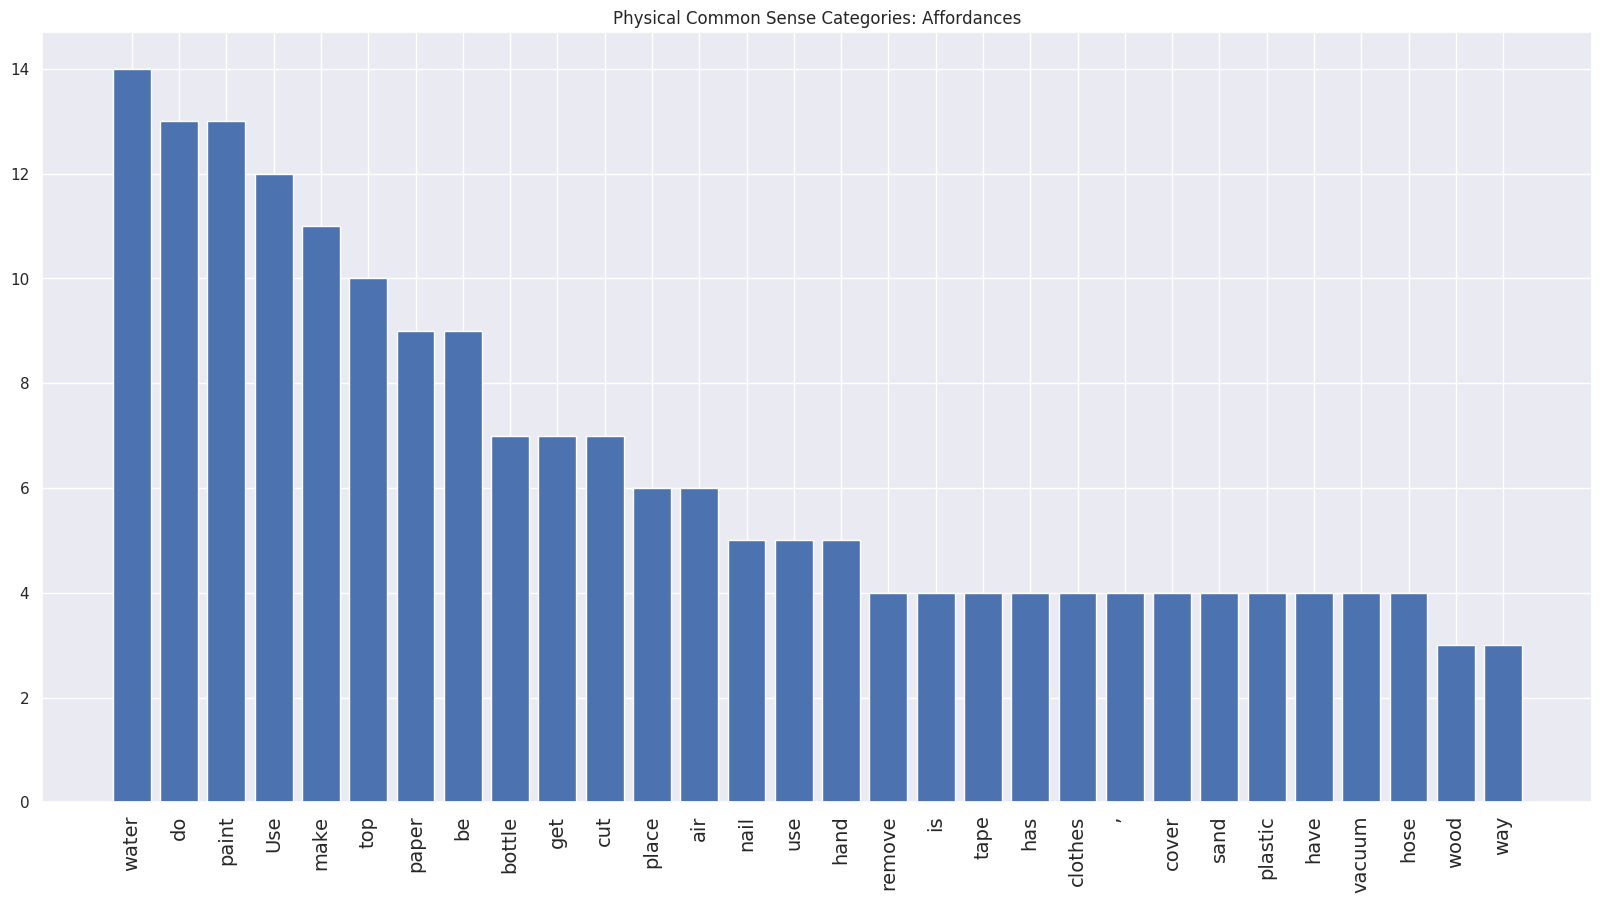 Physical Common Sense Categories: Affordances
14
12
10
8
6
4
2
0
water
do
paint
Use
make
top
paper
be
bottle
get
cut
place
air
nail
use
hand
remove
is
tape
has
clothes
,
cover
sand
plastic
have
vacuum
hose
wood
way